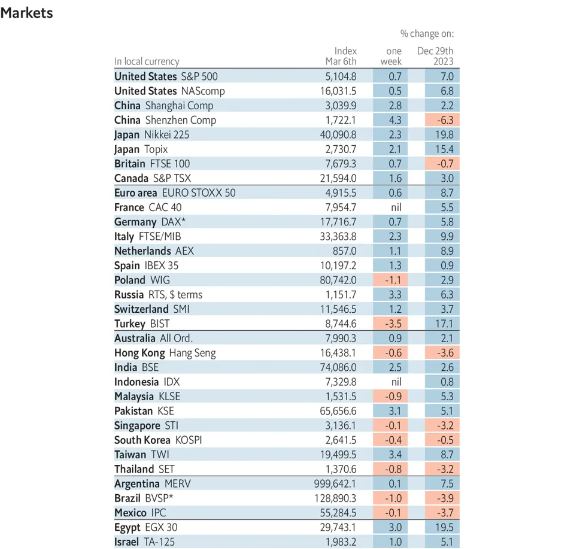 Markets
% change on:
Index one Dec 29th
In local currency Mar 6th week 2023
United States S&P 500 5,104.8 0.7 7.0
United States NAScomp 16,031.5 0.5 6.8
China Shanghai Comp 3,039.9 2.8 2.2
China Shenzhen Comp 1,722.1 4.3 -6.3
Japan Nikkei 225 40,090.8 2.3 19.8
Japan Topix 2,730.7 2.1 15.4
Britain FTSE 100 7,679.3 0.7 -0.7
Canada S&P TSX 21,594.0 1.6 3.0
Euro area EURO STOXX 50 4,915.5 0.6 8.7
France CAC 40 7,954.7 nil 5.5
Germany DAX* 17,716.7 0.7 5.8
Italy FTSE/MIB 33,363.8 2.3 9.9
Netherlands AEX 857.0 1.1 8.9
Spain IBEX 35 10,197.2 1.3 0.9
Poland WIG 80,742.0 -1.1 2.9
Russia RTS, $ terms 1,151.7 3.3 6.3
Switzerland SMI 11,546.5 1.2 3.7
Turkey BIST 8,744.6 -3.5 17.1
Australia All Ord. 7,990.3 0.9 2.1
Hong Kong Hang Seng 16,438.1 -0.6 -3.6
India BSE 74,086.0 2.5 2.6
Indonesia IDX 7,329.8 nil 0.8
Malaysia KLSE 1,531.5 -0.9 5.3
Pakistan KSE 65,656.6 3.1 5.1
Singapore STI 3,136.1 -0.1 -3.2
South Korea KOSPI 2,641.5 -0.4 -0.5
Taiwan TWI 19,499.5 3.4 8.7
Thailand SET 1,370.6 -0.8 -3.2
Argentina MERV 999,642.1 0.1 7.5
Brazil BVSP* 128,890.3 -1.0 -3.9
Mexico IPC 55,284.5 -0.1 -3.7
Egypt EGX 30 29,743.1 3.0 19.5
Israel TA-125 1,983.2 1.0 5.1